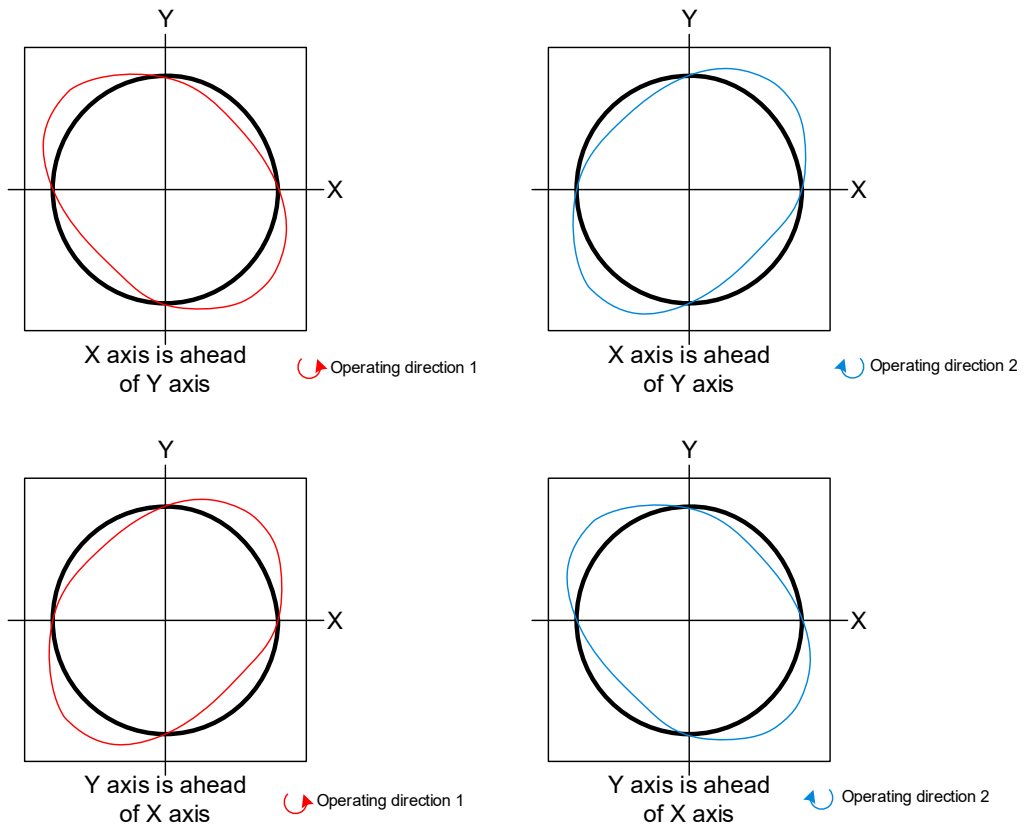 Y
X
X axis is ahead
of Y axis
Operating direction 1
Y
X
X axis is ahead
of Y axis
Operating direction 2
Y
X
Y axis is ahead
of X axis
Operating direction 1
Y
X
Y axis is ahead
of X axis
Operating direction 2